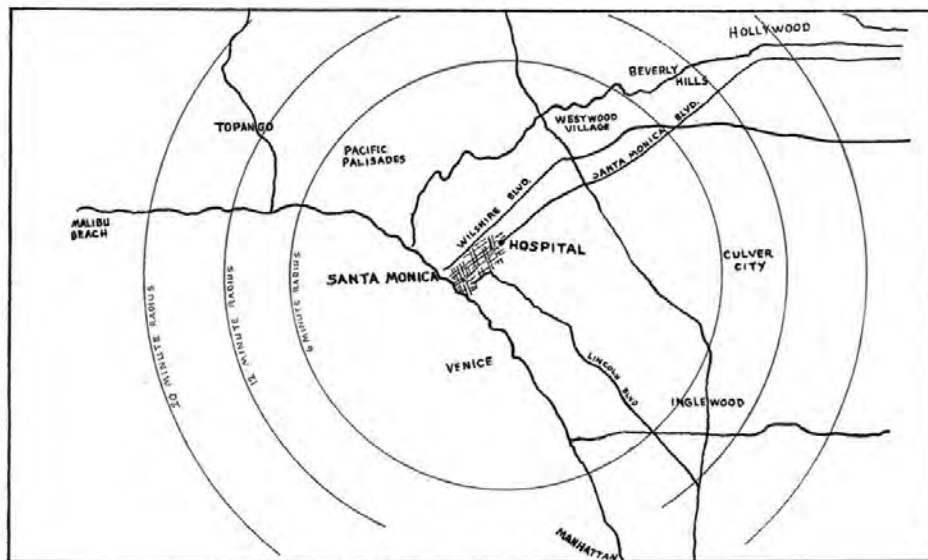 HOLLYWOOD
BEVERLY
HILLS
WESTWOOD
VILLAGE
SANTA MONICA BLVD.
TOPANGO
PACIFIC
PALISADES
WILSHIRE BLVD.
MALIBU
BEACH
HOSPITAL
SANTA MONICA
CULVER
CITY
20 MINUTE RADIUS
12 MINUTE RADIUS
6 MINUTE RADIUS
VENICE
LINCOLN BLVD
INGLEWOOD
MANHATTAN